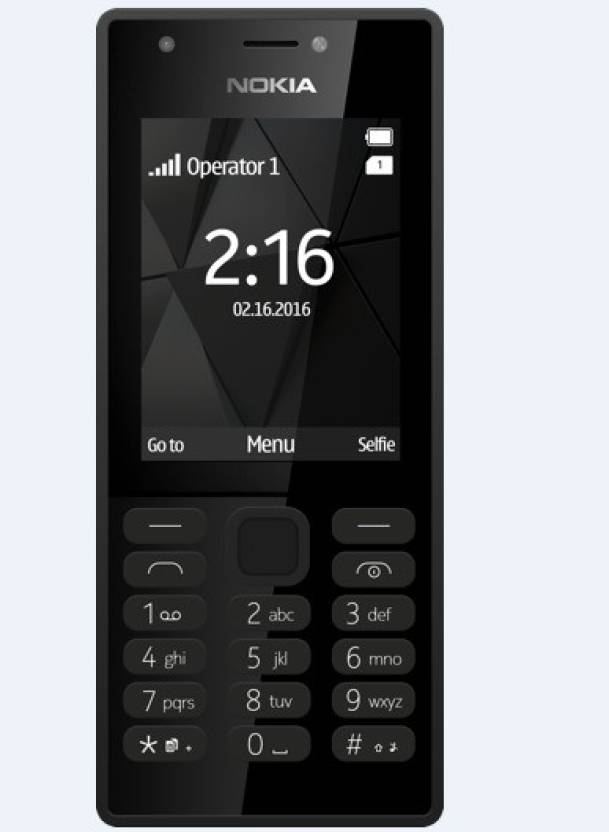 NOKIA
Operator 1
1
2:16
02.16.2016
Go to Menu Selfie
1
2 abc
3 def
4 ghi
5 jkl
6 mno
7 pqrs
8 tuv
9 wxyz
* +
0
#